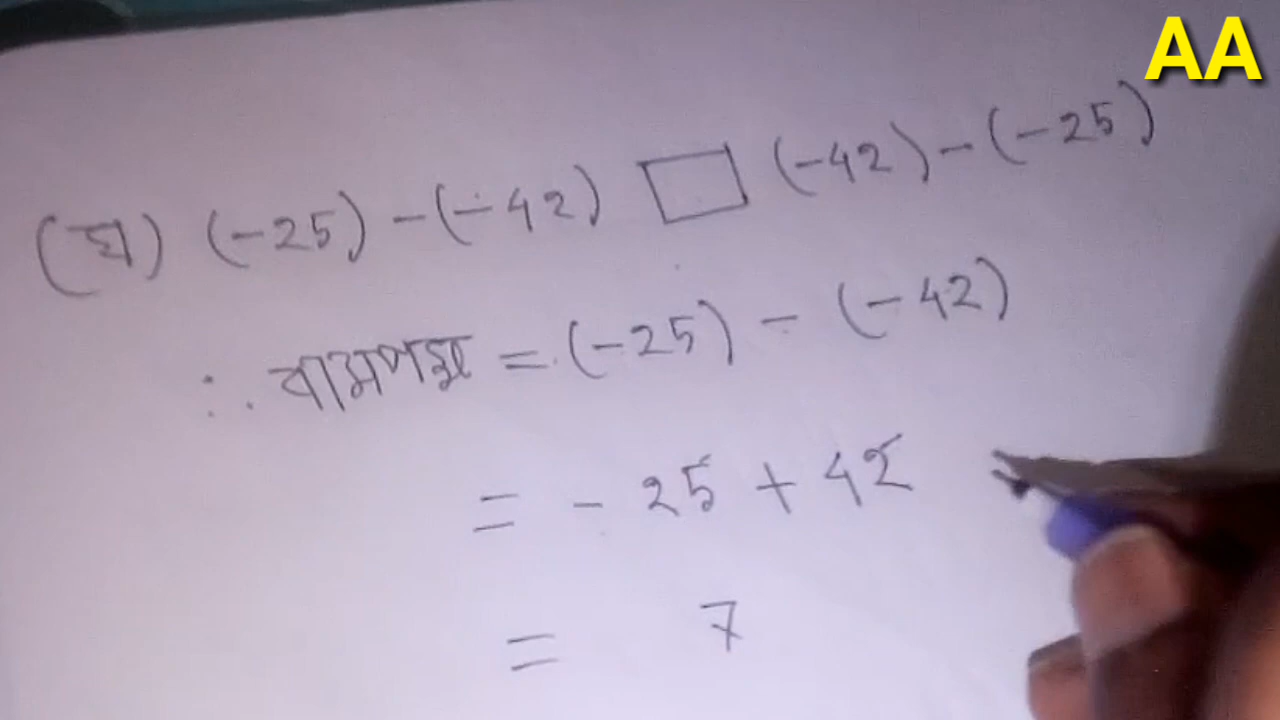 AA
(ঘ) (-25) - (-42) □ (-42) - (-25)
∴ বামপক্ষ = (-25) - (-42)
= - 25 + 42
= 7